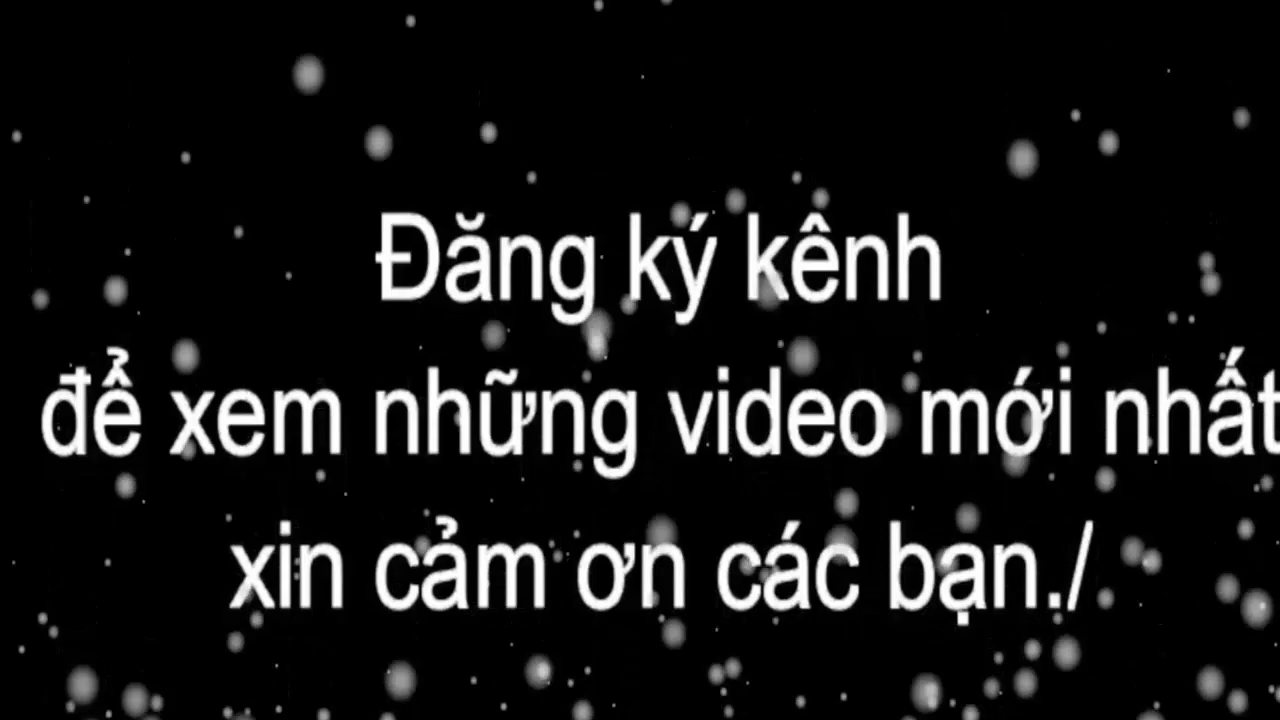 Đăng ký kênh
để xem những video mới nhất
xin cảm ơn các bạn./